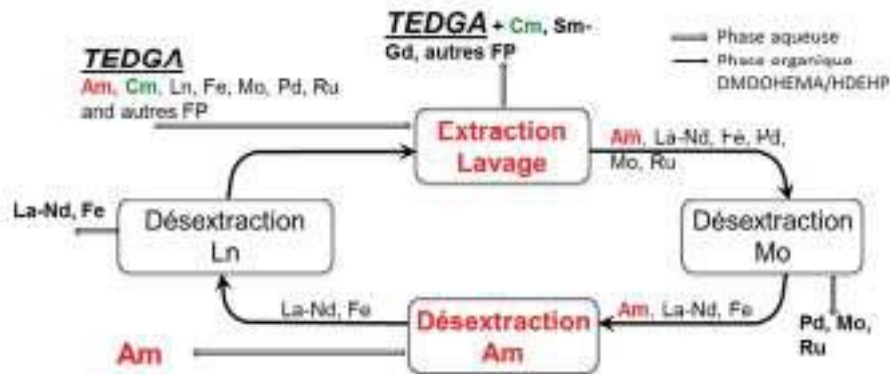 TEDGA
Am, Cm, Ln, Fe, Mo, Pd, Ru
and autres FP
TEDGA + Cm, Sm-
Gd, autres FP
Phase aqueuse
Phase organique
DMDOHEMA/HDEHP
Extraction
Lavage
Am, La-Nd, Fe, Pd,
Mo, Ru
La-Nd, Fe
Désextraction
Ln
Désextraction
Mo
La-Nd, Fe
Désextraction
Am
Am, La-Nd, Fe
Pd, Mo,
Ru
Am